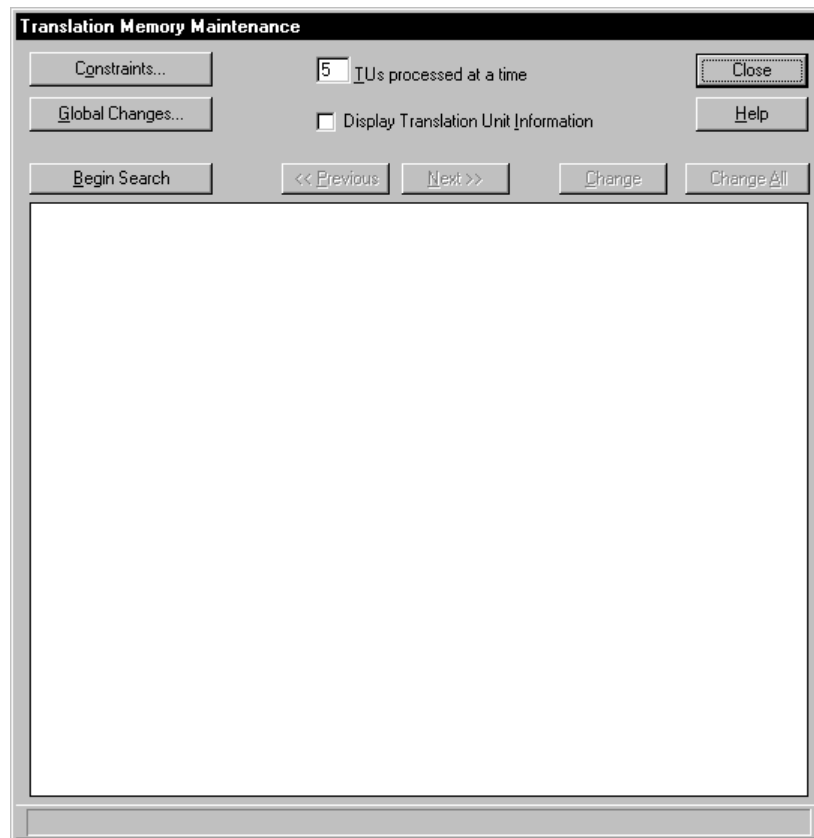 Translation Memory Maintenance
Constraints...
5 TUs processed at a time
Close
Global Changes...
Display Translation Unit Information
Help
Begin Search
<< Previous
Next >>
Change
Change All